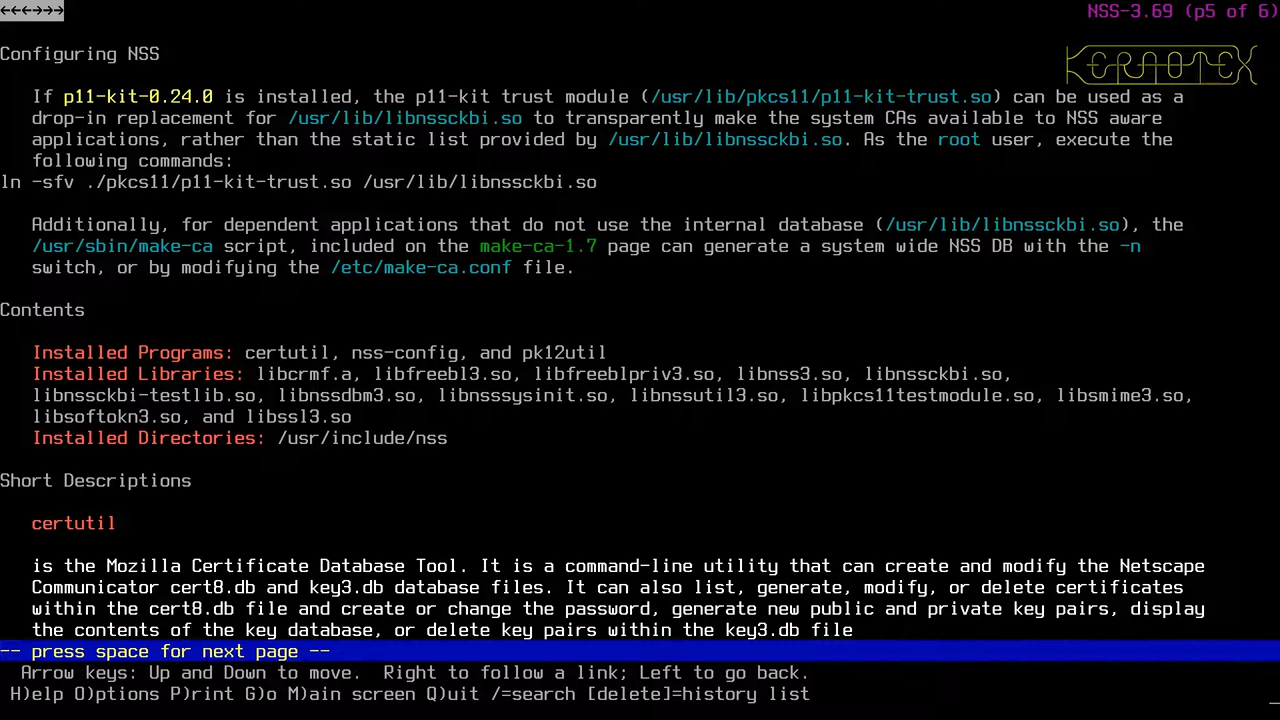 ←←←→→→
NSS-3.69 (p5 of 6)
KERNOTEX
Configuring NSS
If p11-kit-0.24.0 is installed, the p11-kit trust module (/usr/lib/pkcs11/p11-kit-trust.so) can be used as a
drop-in replacement for /usr/lib/libnssckbi.so to transparently make the system CAs available to NSS aware
applications, rather than the static list provided by /usr/lib/libnssckbi.so. As the root user, execute the
following commands:
ln -sfv ./pkcs11/p11-kit-trust.so /usr/lib/libnssckbi.so
Additionally, for dependent applications that do not use the internal database (/usr/lib/libnssckbi.so), the
/usr/sbin/make-ca script, included on the make-ca-1.7 page can generate a system wide NSS DB with the -n
switch, or by modifying the /etc/make-ca.conf file.
Contents
Installed Programs: certutil, nss-config, and pk12util
Installed Libraries: libcrmf.a, libfreebl3.so, libfreeblpriv3.so, libnss3.so, libnssckbi.so,
libnssckbi-testlib.so, libnssdbm3.so, libnsssysinit.so, libnssutil3.so, libpkcs11testmodule.so, libsmime3.so,
libsoftokn3.so, and libssl3.so
Installed Directories: /usr/include/nss
Short Descriptions
certutil
is the Mozilla Certificate Database Tool. It is a command-line utility that can create and modify the Netscape
Communicator cert8.db and key3.db database files. It can also list, generate, modify, or delete certificates
within the cert8.db file and create or change the password, generate new public and private key pairs, display
the contents of the key database, or delete key pairs within the key3.db file
-- press space for next page --
Arrow keys: Up and Down to move. Right to follow a link; Left to go back.
H)elp O)ptions P)rint G)o M)ain screen Q)uit /=search [delete]=history list